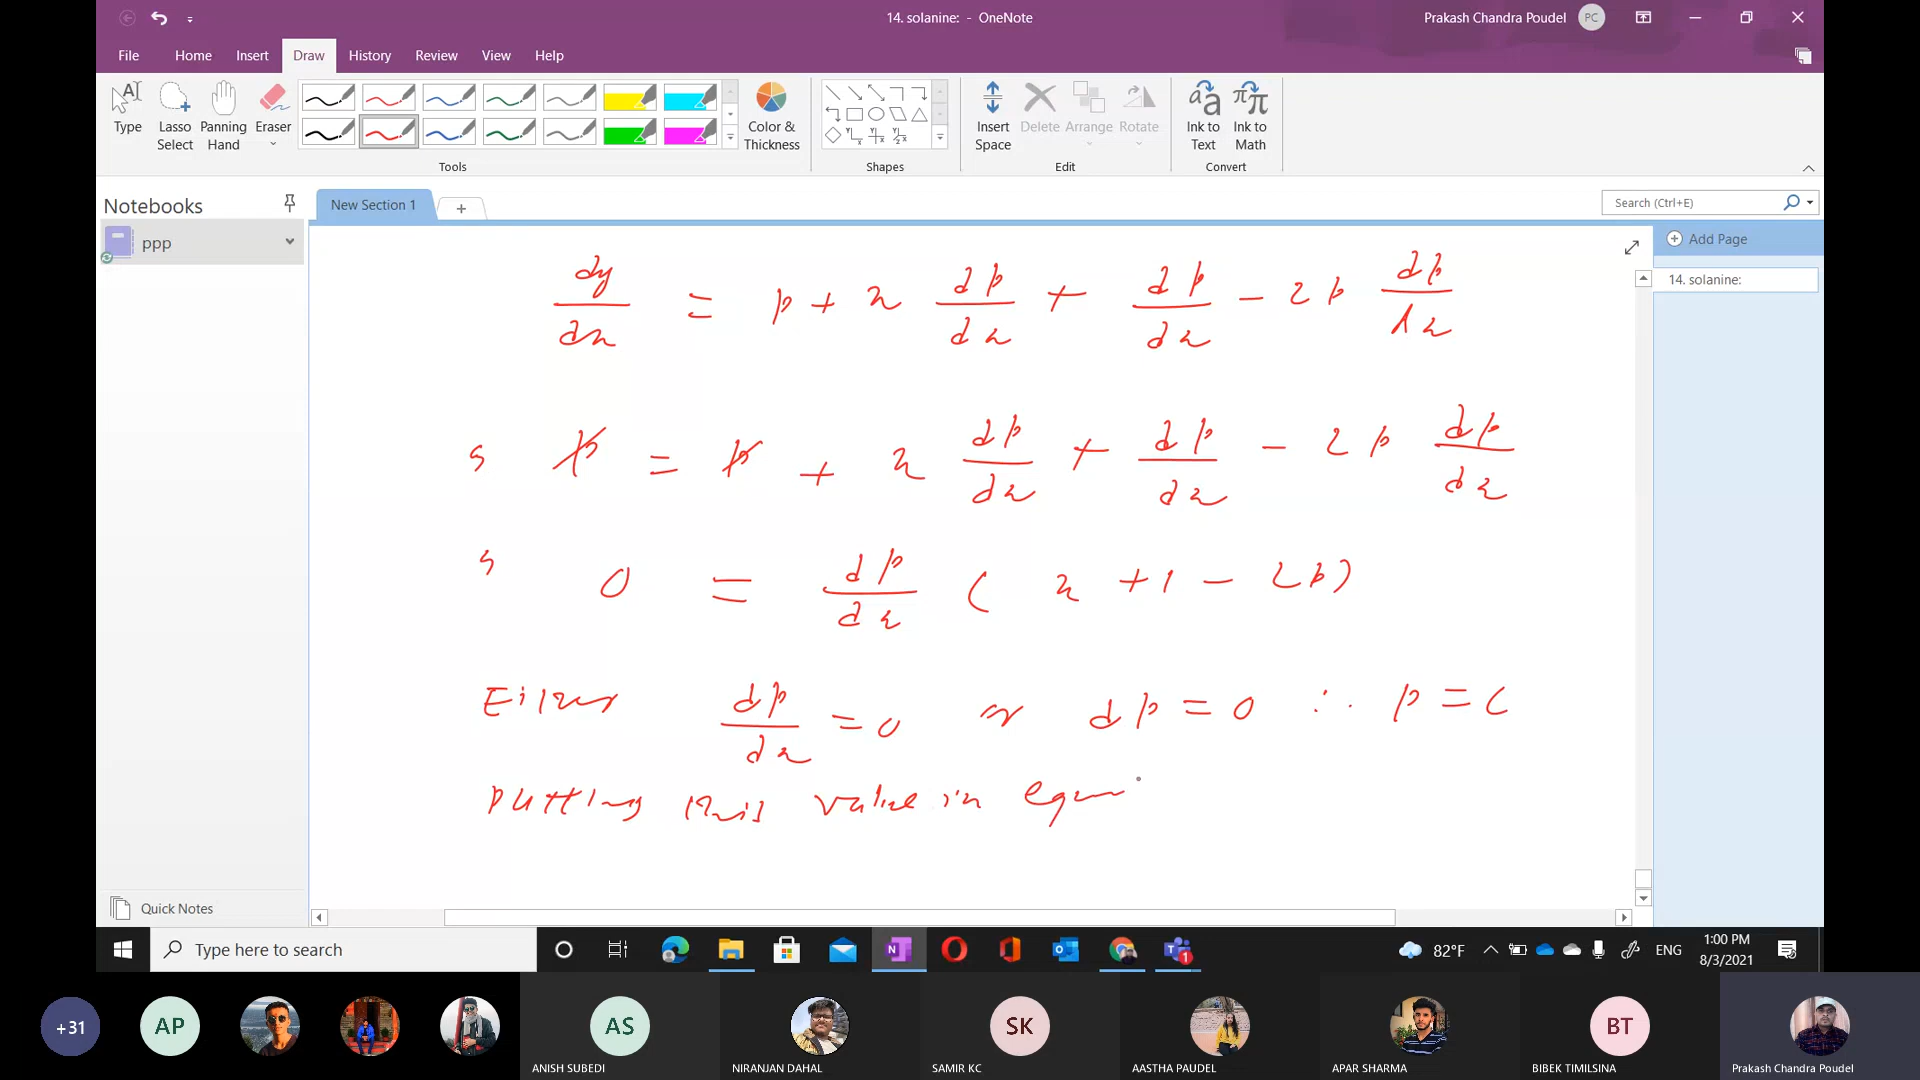 14. solanine: - OneNote
Prakash Chandra Poudel PC
File Home Insert Draw History Review View Help
Type
Lasso Select
Panning Hand
Eraser
Color & Thickness
Insert Space
Delete
Arrange
Rotate
Ink to Text
Ink to Math
Tools Shapes Edit Convert
Notebooks
New Section 1 +
Search (Ctrl+E)
ppp
Add Page
14. solanine:
dy/dx = p + x dp/dx + dp/dx - 2p dp/dx
p = p + x dp/dx + dp/dx - 2p dp/dx
0 = dp/dx (x + 1 - 2p)
Either dp/dx = 0 or dp = 0 ∴ p = c
putting this value in equn
Quick Notes
Type here to search
82°F
ENG
1:00 PM
8/3/2021
+31
AP
AS
SK
BT
ANISH SUBEDI
NIRANJAN DAHAL
SAMIR KC
AASTHA PAUDEL
APAR SHARMA
BIBEK TIMILSINA
Prakash Chandra Poudel